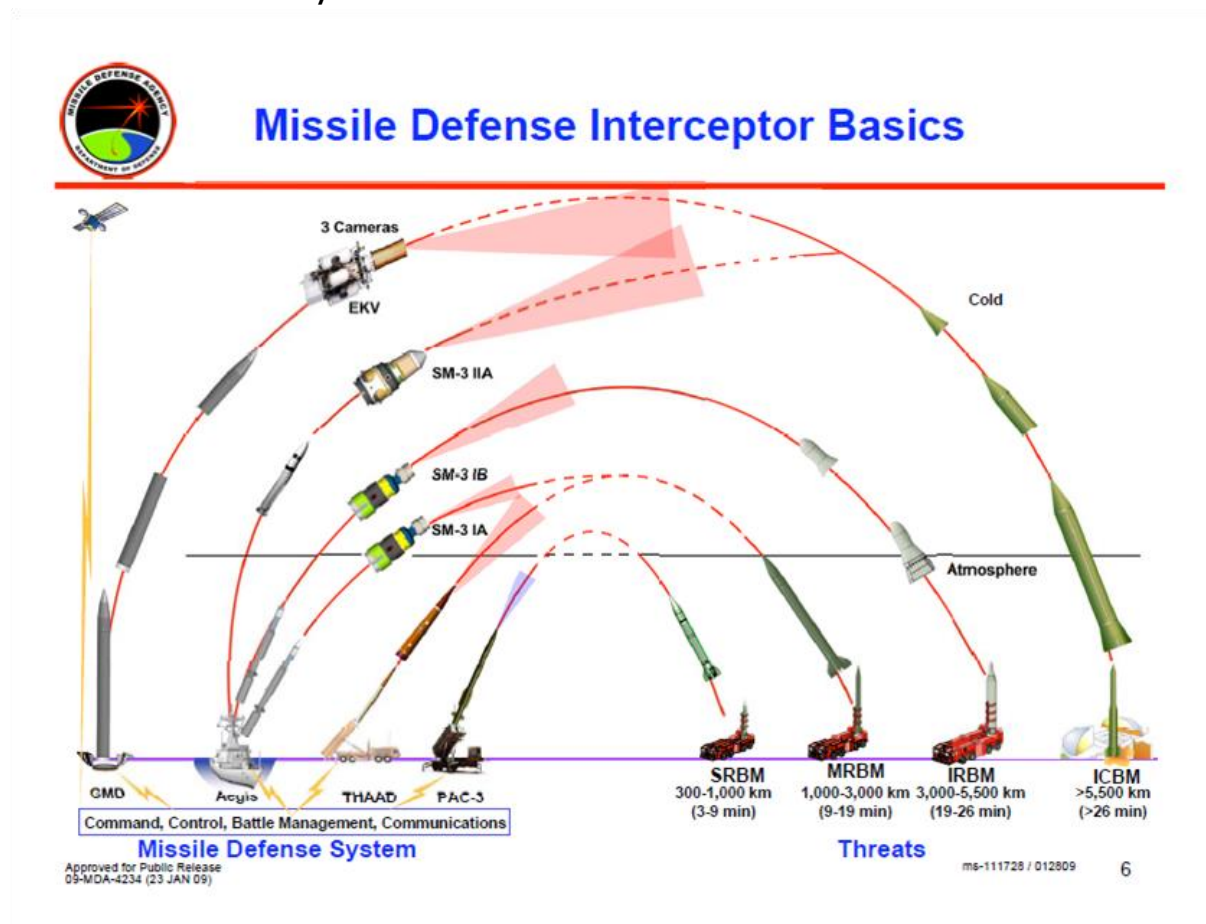 MISSILE DEFENSE AGENCY
DEPARTMENT OF DEFENSE
Missile Defense Interceptor Basics
3 Cameras
EKV
Cold
SM-3 IIA
SM-3 IB
SM-3 IA
Atmosphere
GMD
Aegis
THAAD
PAC-3
SRBM
300-1,000 km
(3-9 min)
MRBM
1,000-3,000 km
(9-19 min)
IRBM
3,000-5,500 km
(19-26 min)
ICBM
>5,500 km
(>26 min)
Command, Control, Battle Management, Communications
Missile Defense System
Threats
Approved for Public Release
09-MDA-4234 (23 JAN 09)
ms-111728 / 012809
6